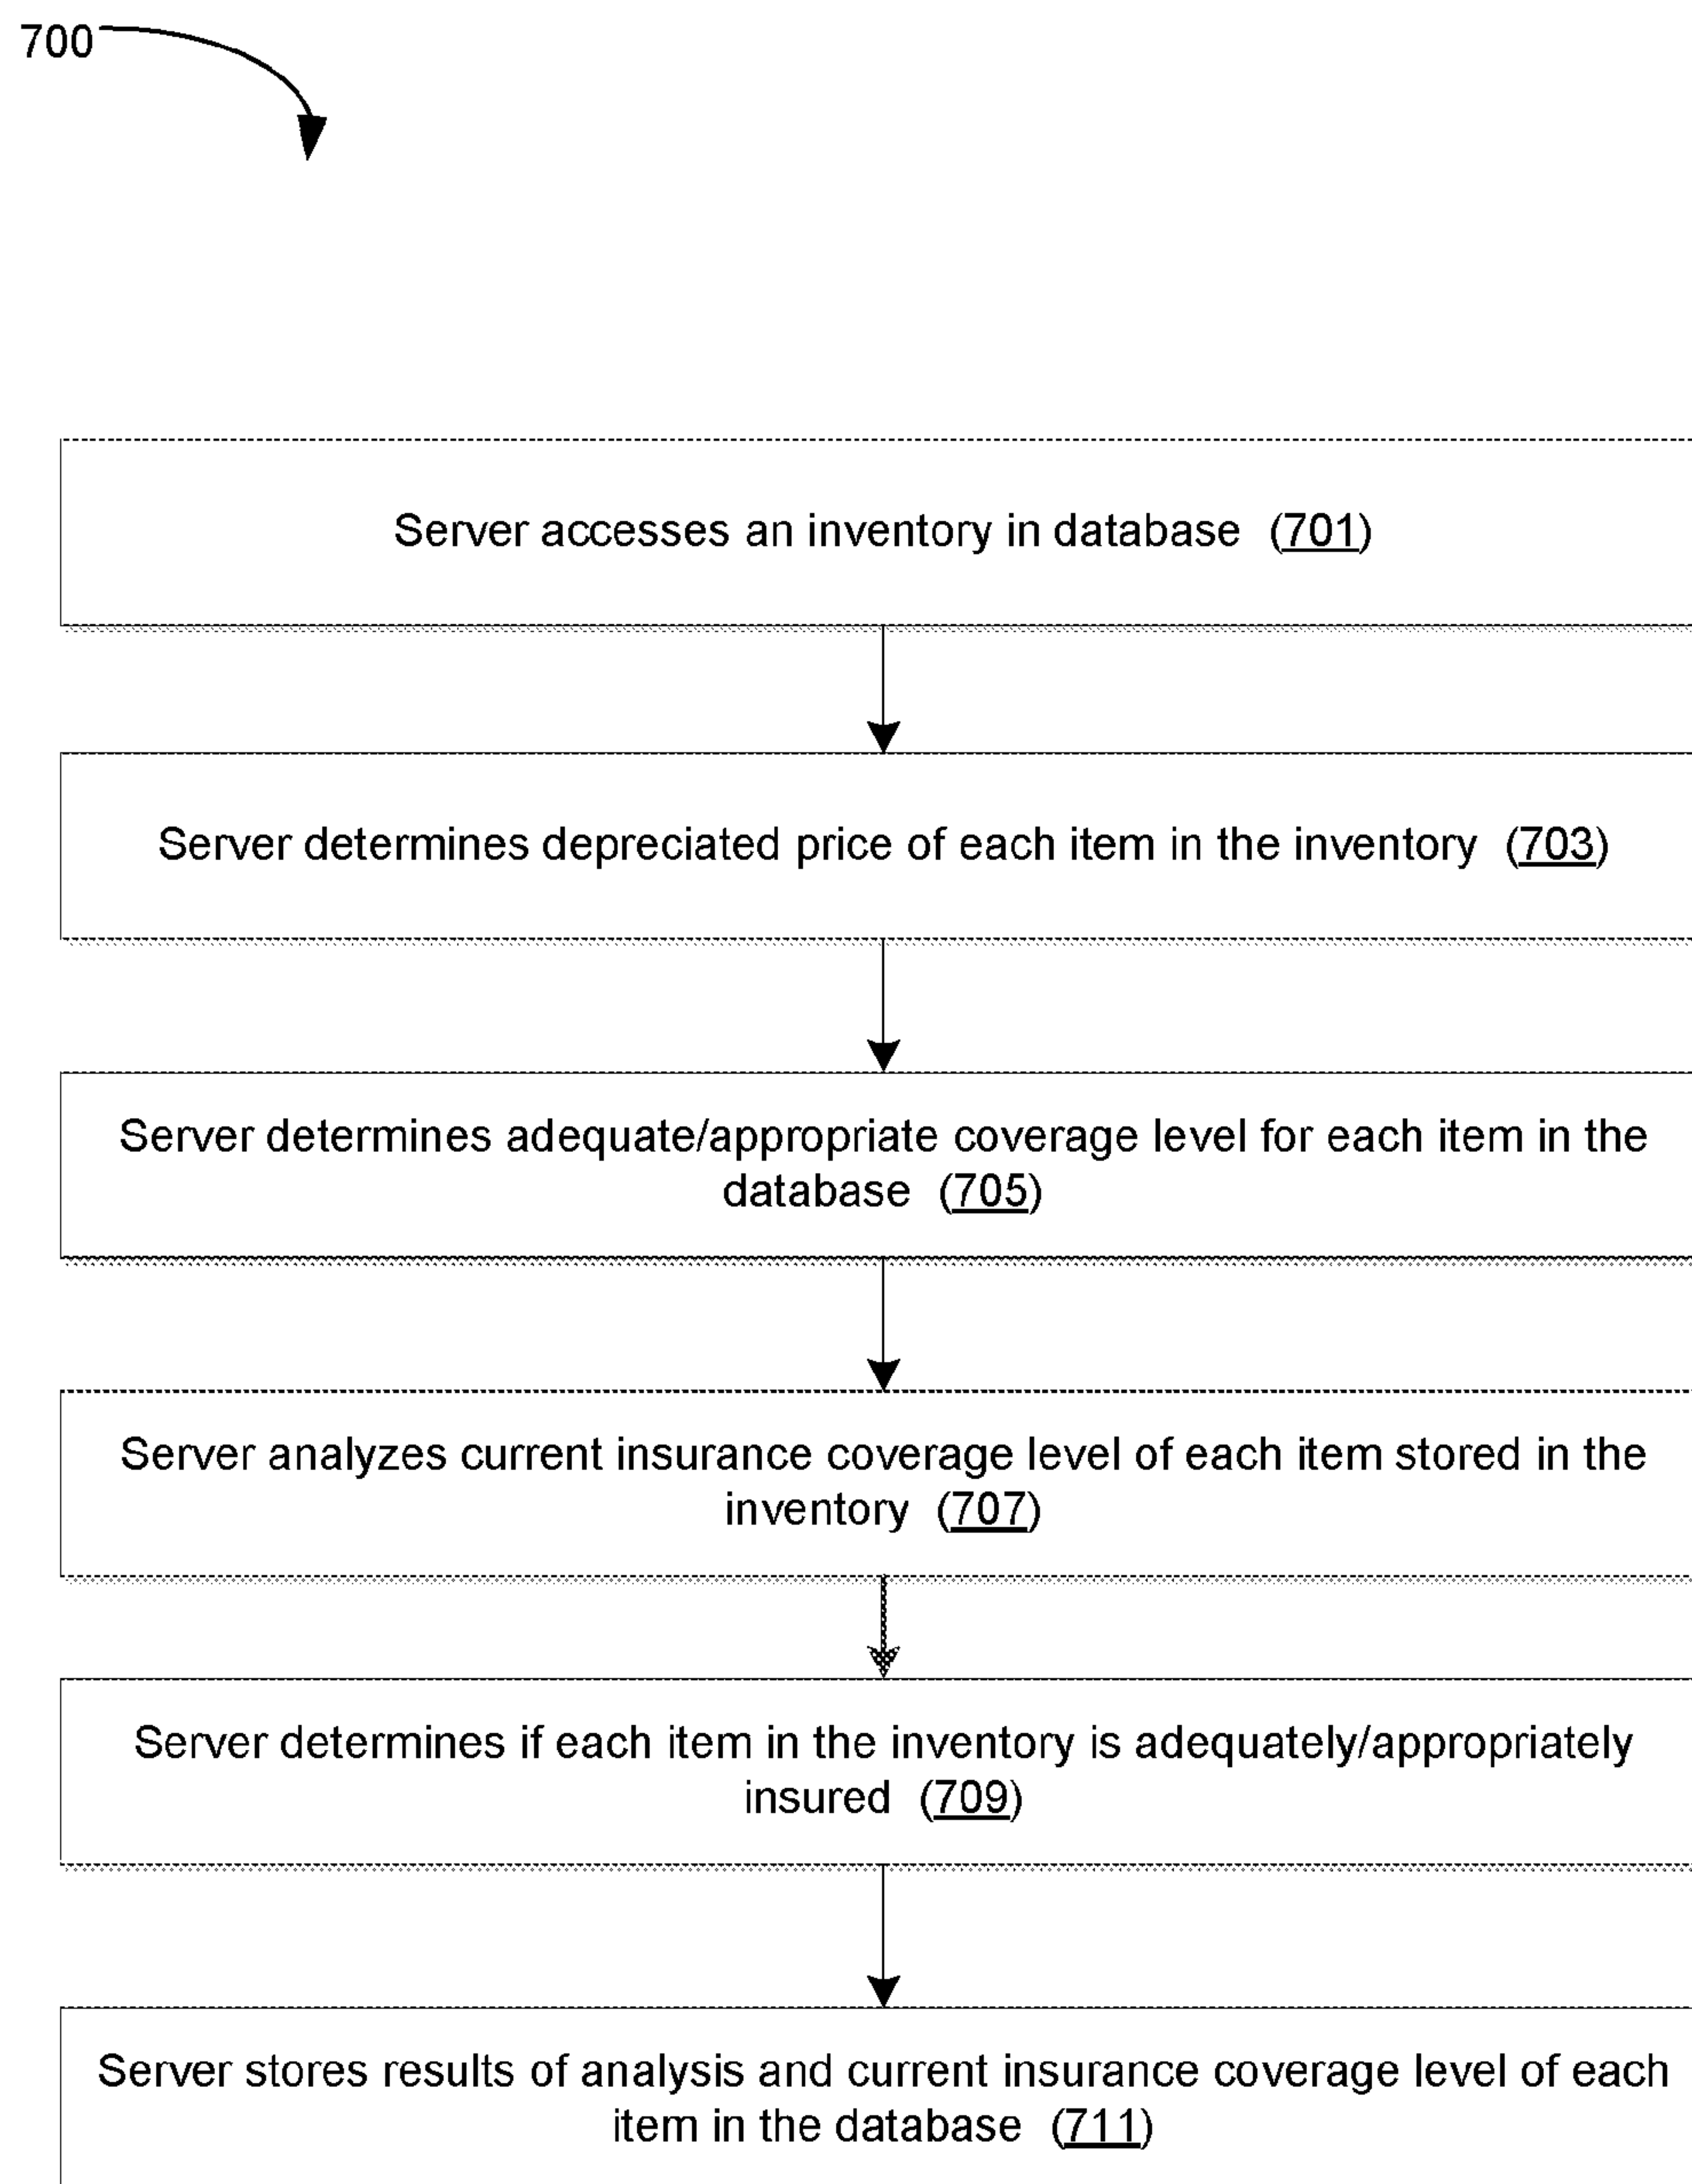 700
Server accesses an inventory in database (701)
Server determines depreciated price of each item in the inventory (703)
Server determines adequate/appropriate coverage level for each item in the
database (705)
Server analyzes current insurance coverage level of each item stored in the
inventory (707)
Server determines if each item in the inventory is adequately/appropriately
insured (709)
Server stores results of analysis and current insurance coverage level of each
item in the database (711)